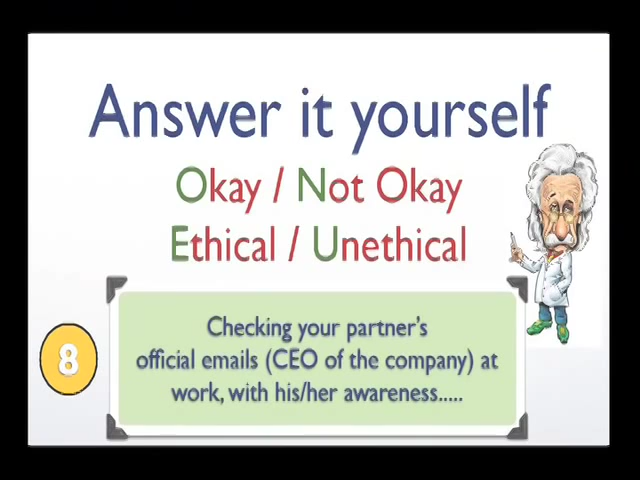 Answer it yourself
Okay / Not Okay
Ethical / Unethical
8
Checking your partner's
official emails (CEO of the company) at
work, with his/her awareness.....